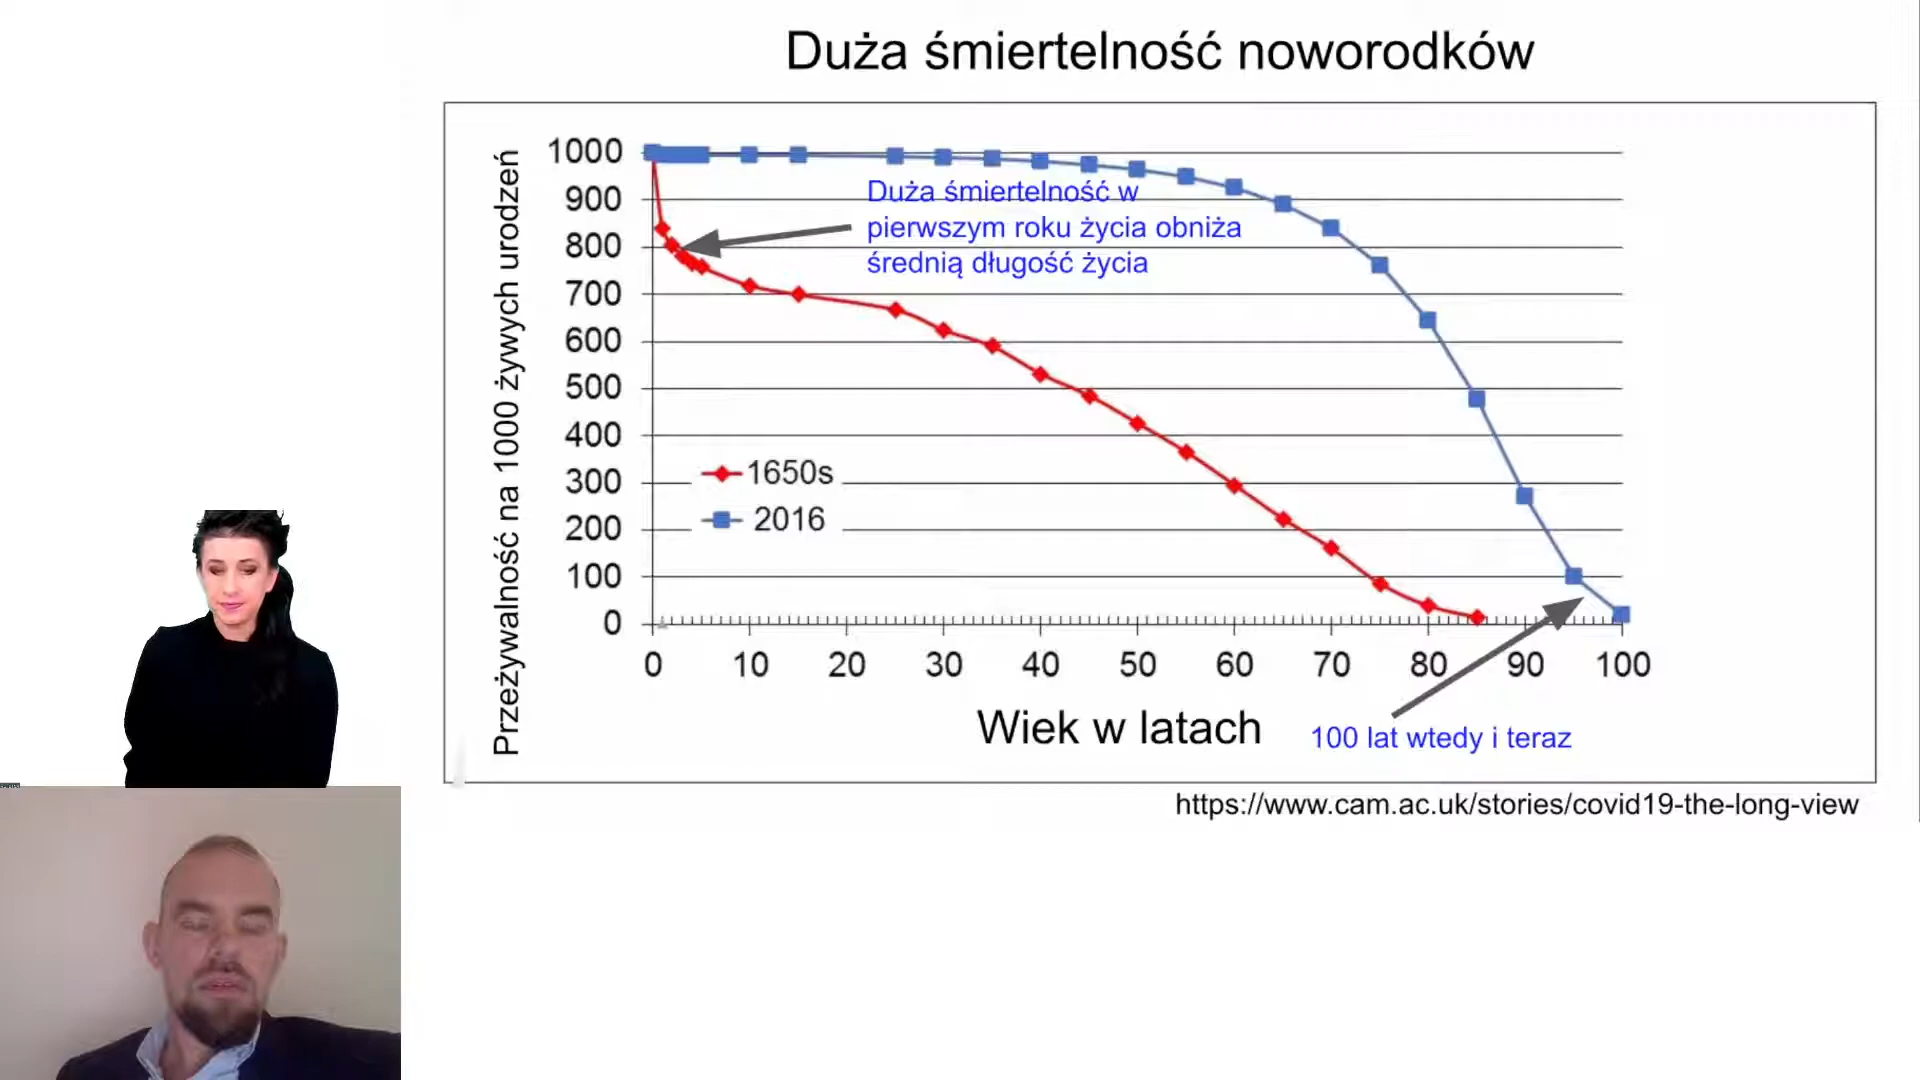 Duża śmiertelność noworodków
Przeżywalność na 1000 żywych urodzeń
1000
900
800
700
600
500
400
300
200
100
0
Duża śmiertelność w
pierwszym roku życia obniża
średnią długość życia
1650s
2016
0 10 20 30 40 50 60 70 80 90 100
Wiek w latach
100 lat wtedy i teraz
https://www.cam.ac.uk/stories/covid19-the-long-view